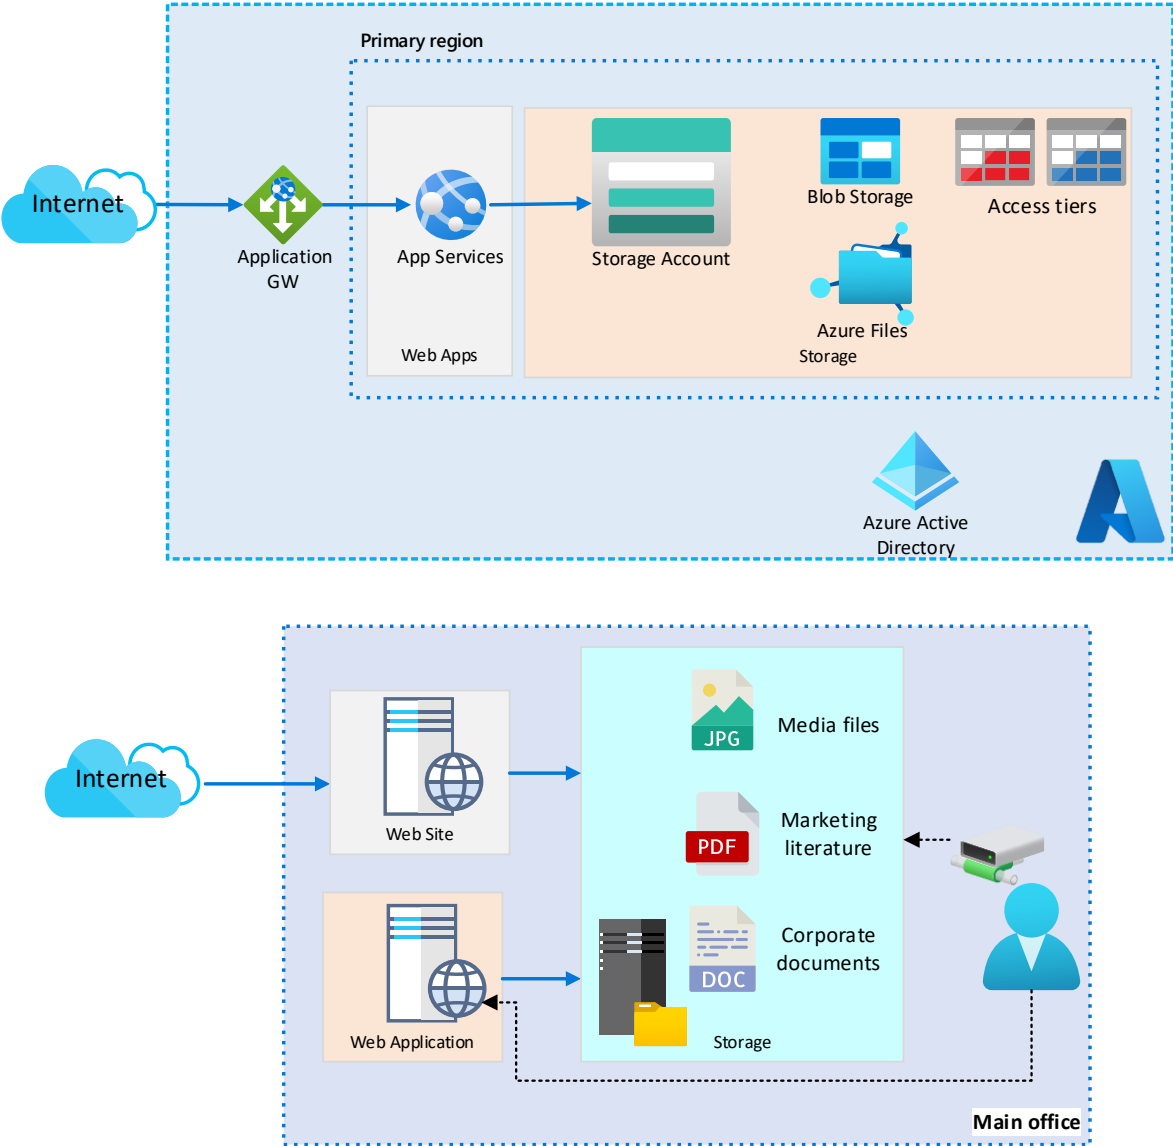 Primary region
Internet
Application
GW
App Services
Web Apps
Storage Account
Blob Storage
Access tiers
Azure Files
Storage
Azure Active
Directory
Internet
Web Site
JPG
Media files
PDF
Marketing
literature
Web Application
DOC
Corporate
documents
Storage
Main office